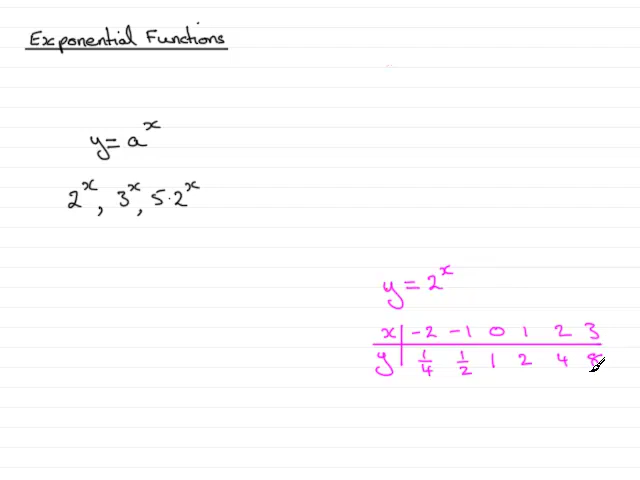 Exponential Functions
y = a^x
2^x, 3^x, 5·2^x
y = 2^x
x | -2 -1 0 1 2 3
y | 1/4 1/2 1 2 4 8